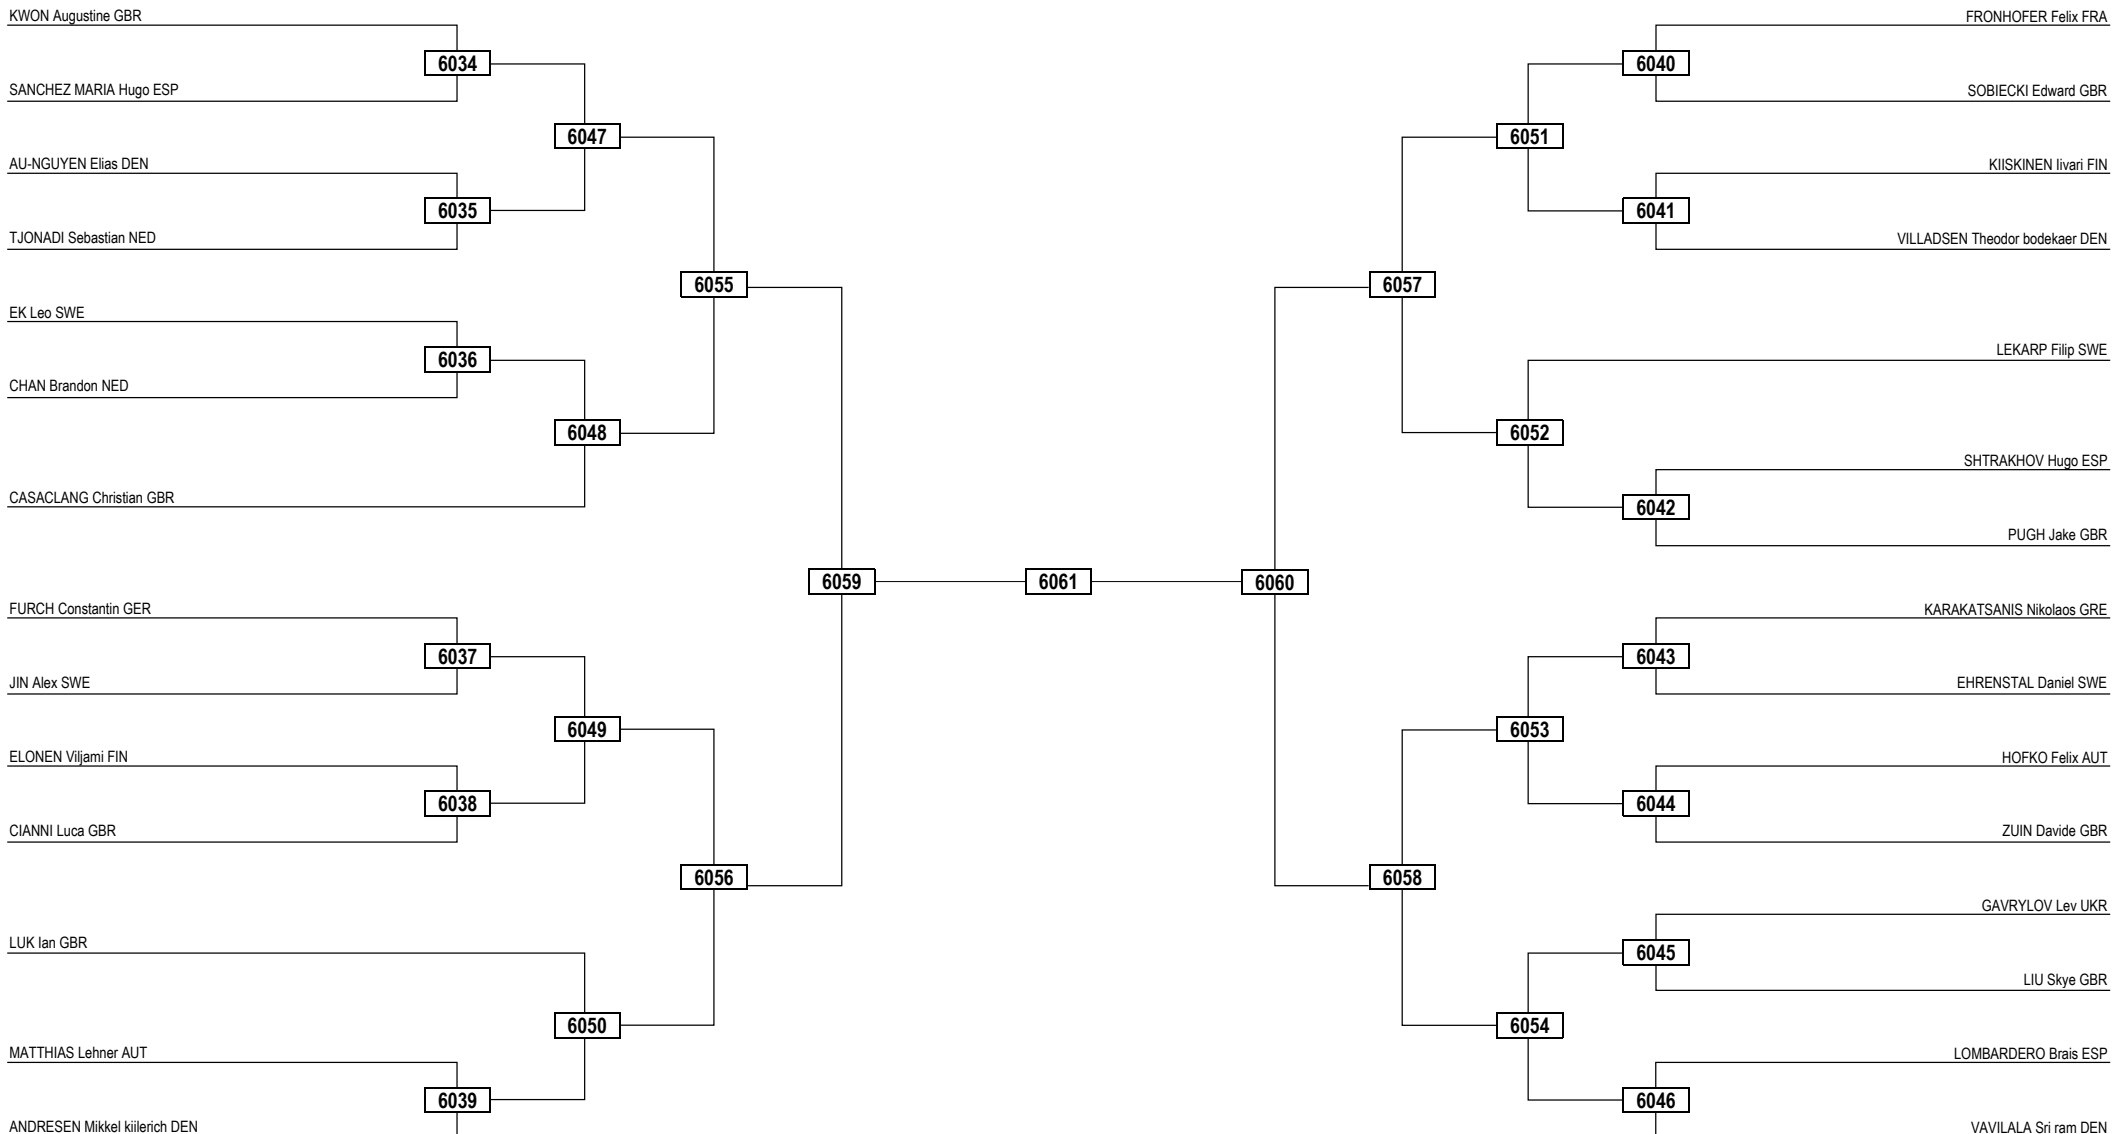 KWON Augustine GBR
6034
SANCHEZ MARIA Hugo ESP
6047
AU-NGUYEN Elias DEN
6035
TJONADI Sebastian NED
6055
EK Leo SWE
6036
CHAN Brandon NED
6048
CASACLANG Christian GBR
6059
FURCH Constantin GER
6037
JIN Alex SWE
6049
ELONEN Viljami FIN
6038
CIANNI Luca GBR
6056
LUK Ian GBR
6050
MATTHIAS Lehner AUT
6039
ANDRESEN Mikkel kiilerich DEN
6061
FRONHOFER Felix FRA
6040
SOBIECKI Edward GBR
6051
KIISKINEN Iivari FIN
6041
VILLADSEN Theodor bodekaer DEN
6057
LEKARP Filip SWE
6052
SHTRAKHOV Hugo ESP
6042
PUGH Jake GBR
6060
KARAKATSANIS Nikolaos GRE
6043
EHRENSTAL Daniel SWE
6053
HOFKO Felix AUT
6044
ZUIN Davide GBR
6058
GAVRYLOV Lev UKR
6045
LIU Skye GBR
6054
LOMBARDERO Brais ESP
6046
VAVILALA Sri ram DEN